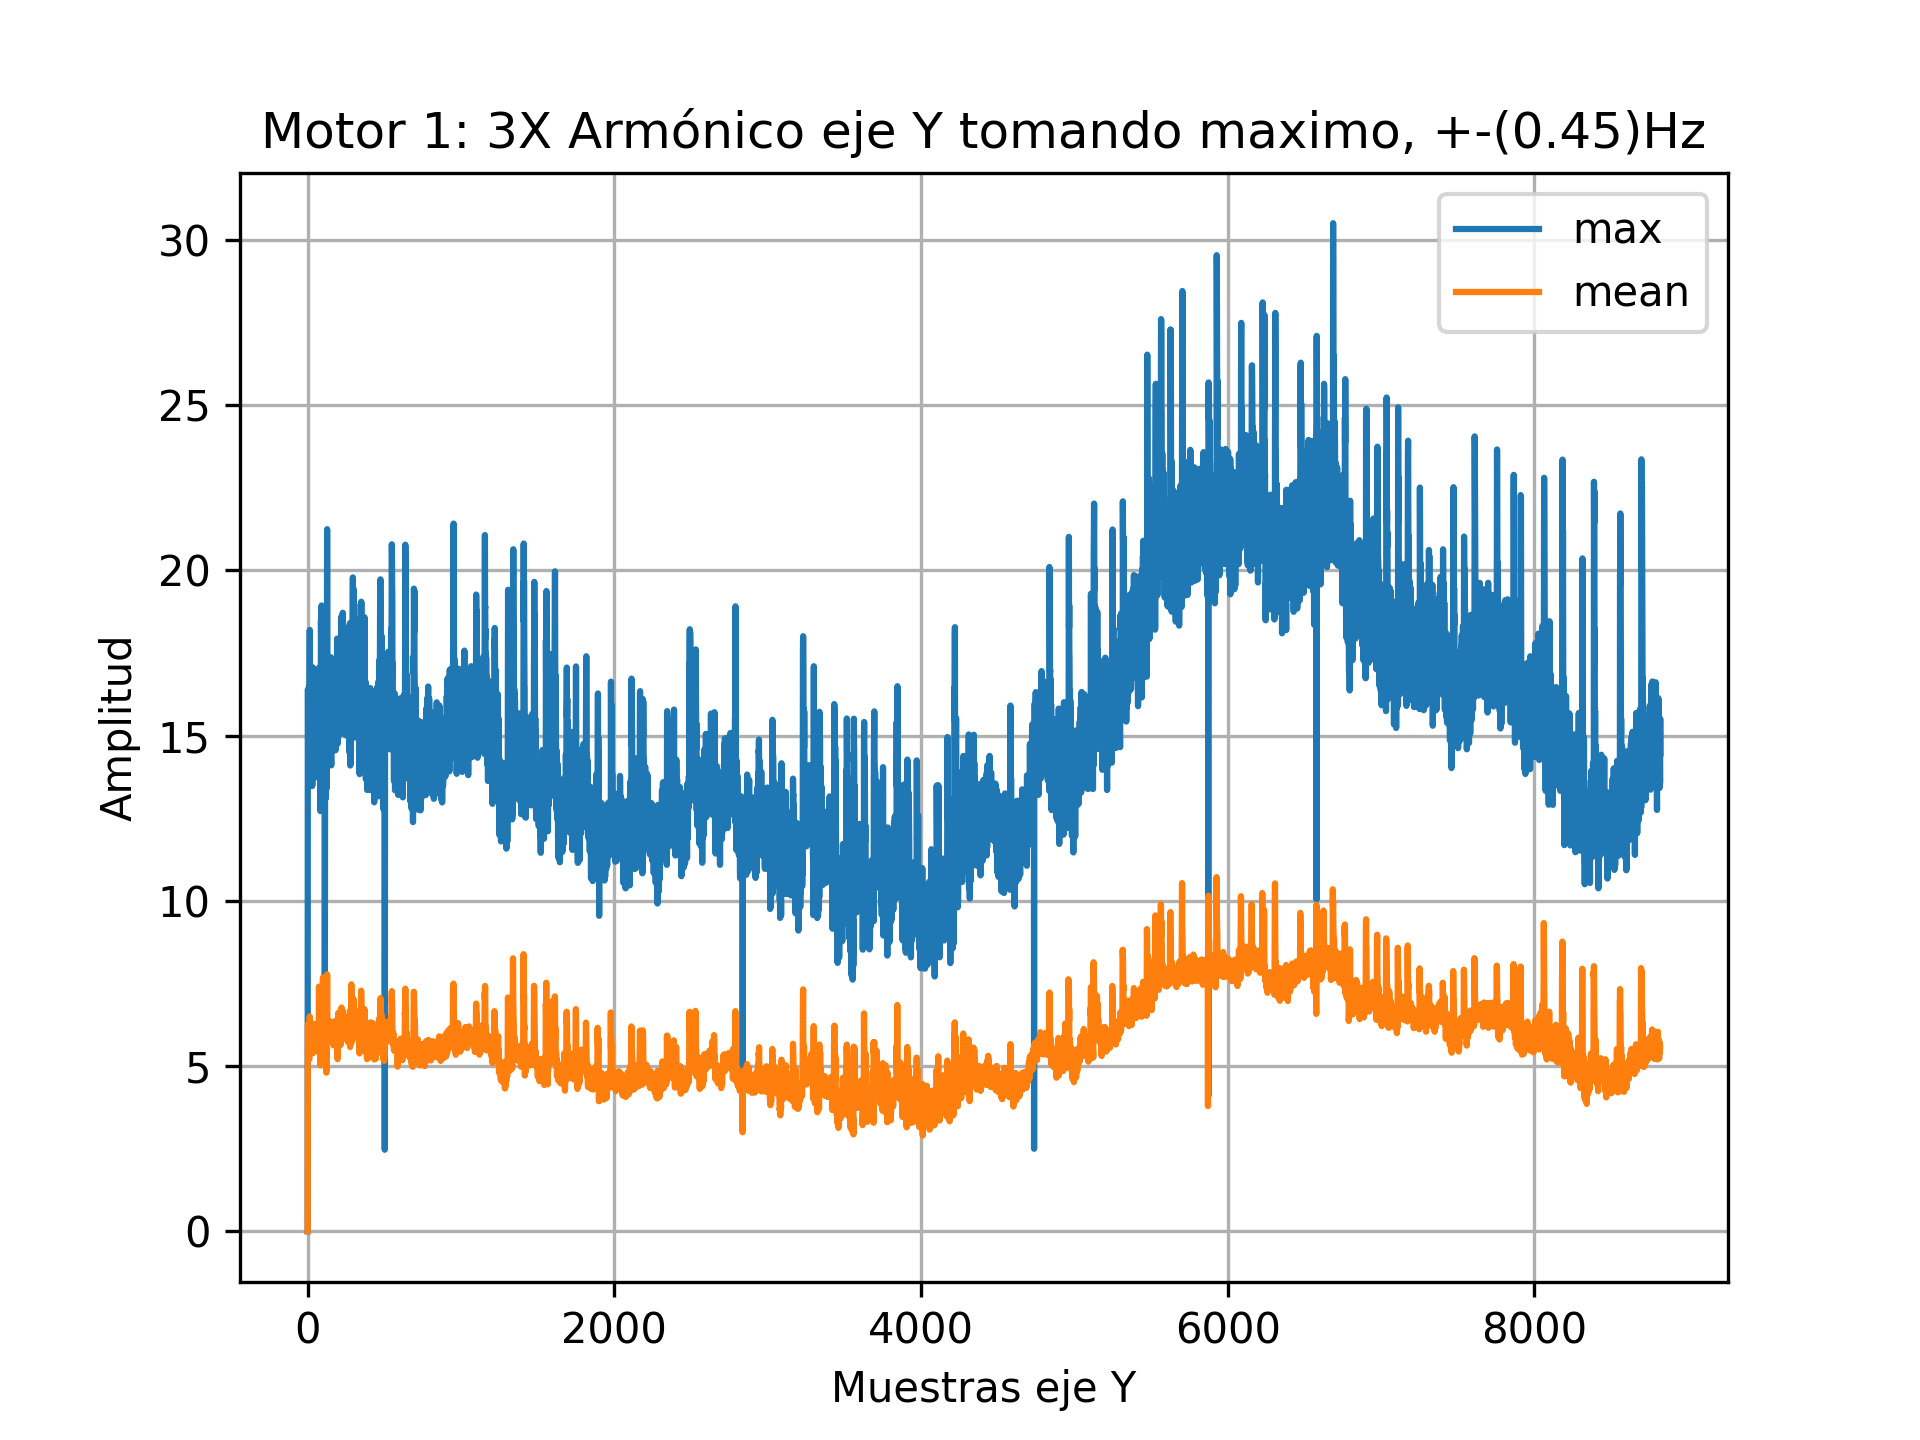 Motor 1: 3X Armónico eje Y tomando maximo, +-(0.45)Hz
max
mean
30
25
20
15
10
5
0
Amplitud
0 2000 4000 6000 8000
Muestras eje Y